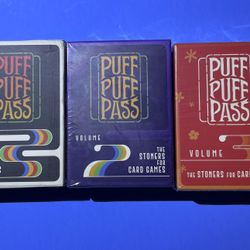 PUFF
PUFF
PASS
PUFF
PUFF
PASS
VOLUME
THE
STONERS FOR
CARD GAMES
PUFF
PUFF
PASS
VOLUME
THE
STONERS FOR CAR